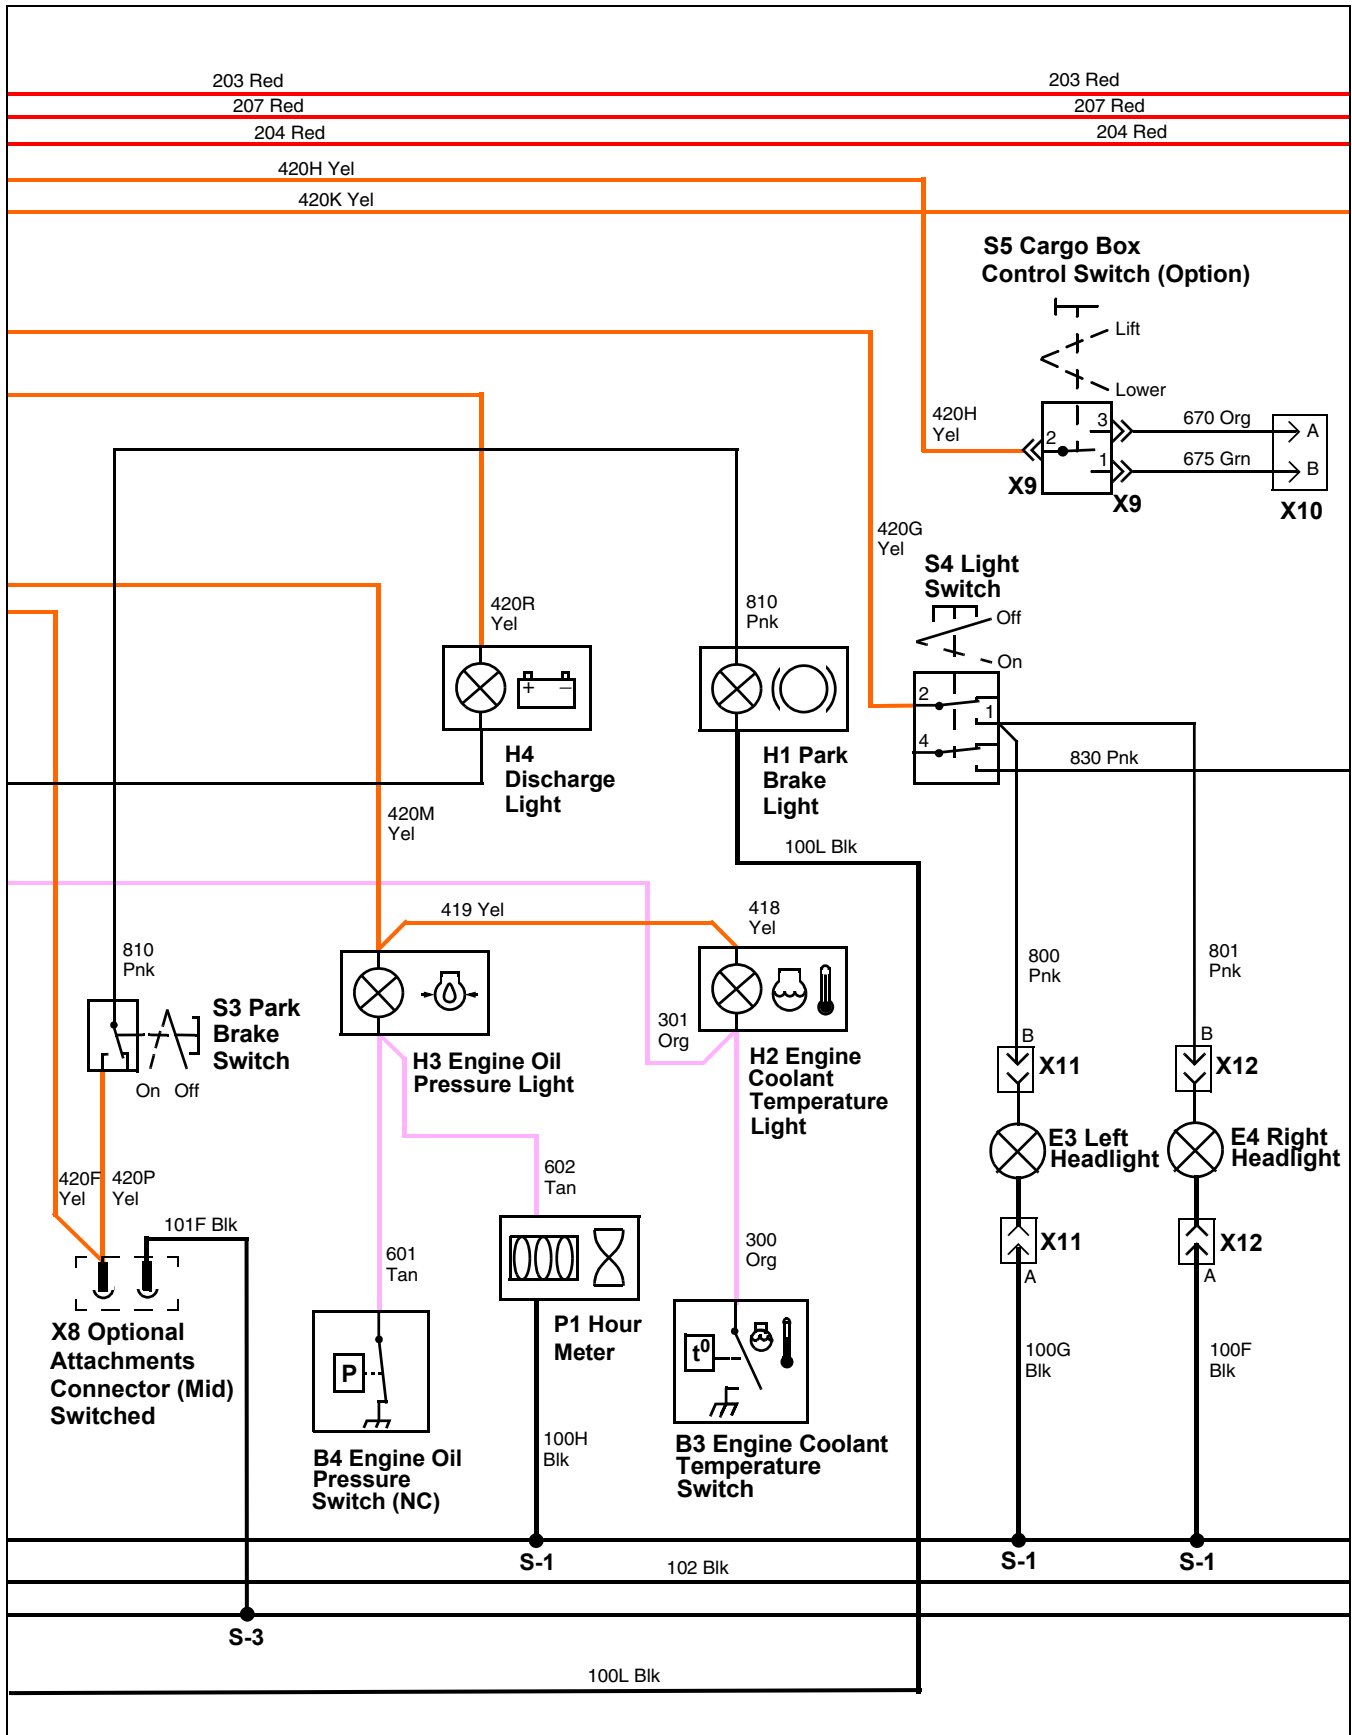 203 Red
203 Red
207 Red
207 Red
204 Red
204 Red
420H Yel
420K Yel
S5 Cargo Box
Control Switch (Option)
Lift
Lower
420H
Yel
2
3
1
670 Org
675 Grn
A
B
X9
X9
X10
420G
Yel
S4 Light
Switch
Off
On
2
1
4
830 Pnk
420R
Yel
810
Pnk
+ –
H4
Discharge
Light
H1 Park
Brake
Light
420M
Yel
100L Blk
419 Yel
418
Yel
810
Pnk
800
Pnk
801
Pnk
S3 Park
Brake
Switch
On
Off
301
Org
H3 Engine Oil
Pressure Light
H2 Engine
Coolant
Temperature
Light
B
X11
B
X12
E3 Left
Headlight
E4 Right
Headlight
420F
Yel
420P
Yel
602
Tan
101F Blk
601
Tan
300
Org
X11
A
X12
A
X8 Optional
Attachments
Connector (Mid)
Switched
P1 Hour
Meter
P
t0
100G
Blk
100F
Blk
100H
Blk
B4 Engine Oil
Pressure
Switch (NC)
B3 Engine Coolant
Temperature
Switch
S-1
S-1
S-1
102 Blk
S-3
100L Blk